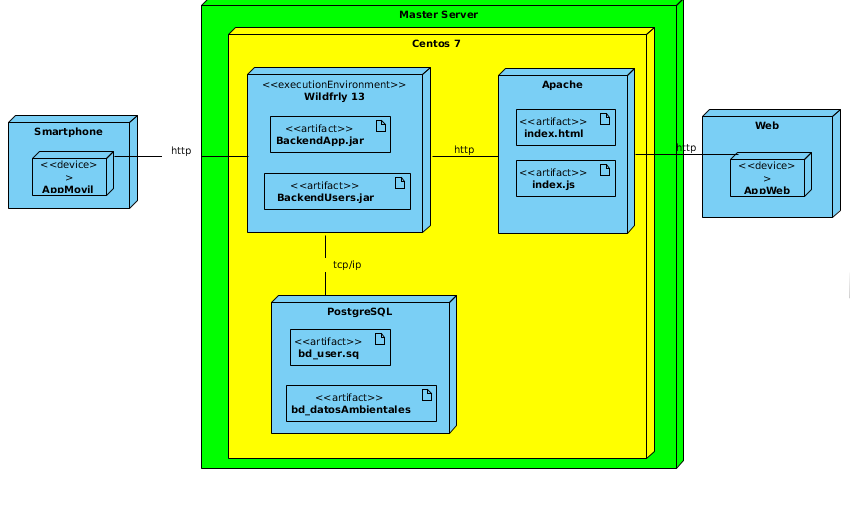 Master Server
Centos 7
<<executionEnvironment>>
Wildfrly 13
<<artifact>>
BackendApp.jar
<<artifact>>
BackendUsers.jar
Apache
<<artifact>>
index.html
<<artifact>>
index.js
Smartphone
<<device>
>
AppMovil
http
http
http
Web
<<device>
>
AppWeb
tcp/ip
PostgreSQL
<<artifact>>
bd_user.sq
<<artifact>>
bd_datosAmbientales